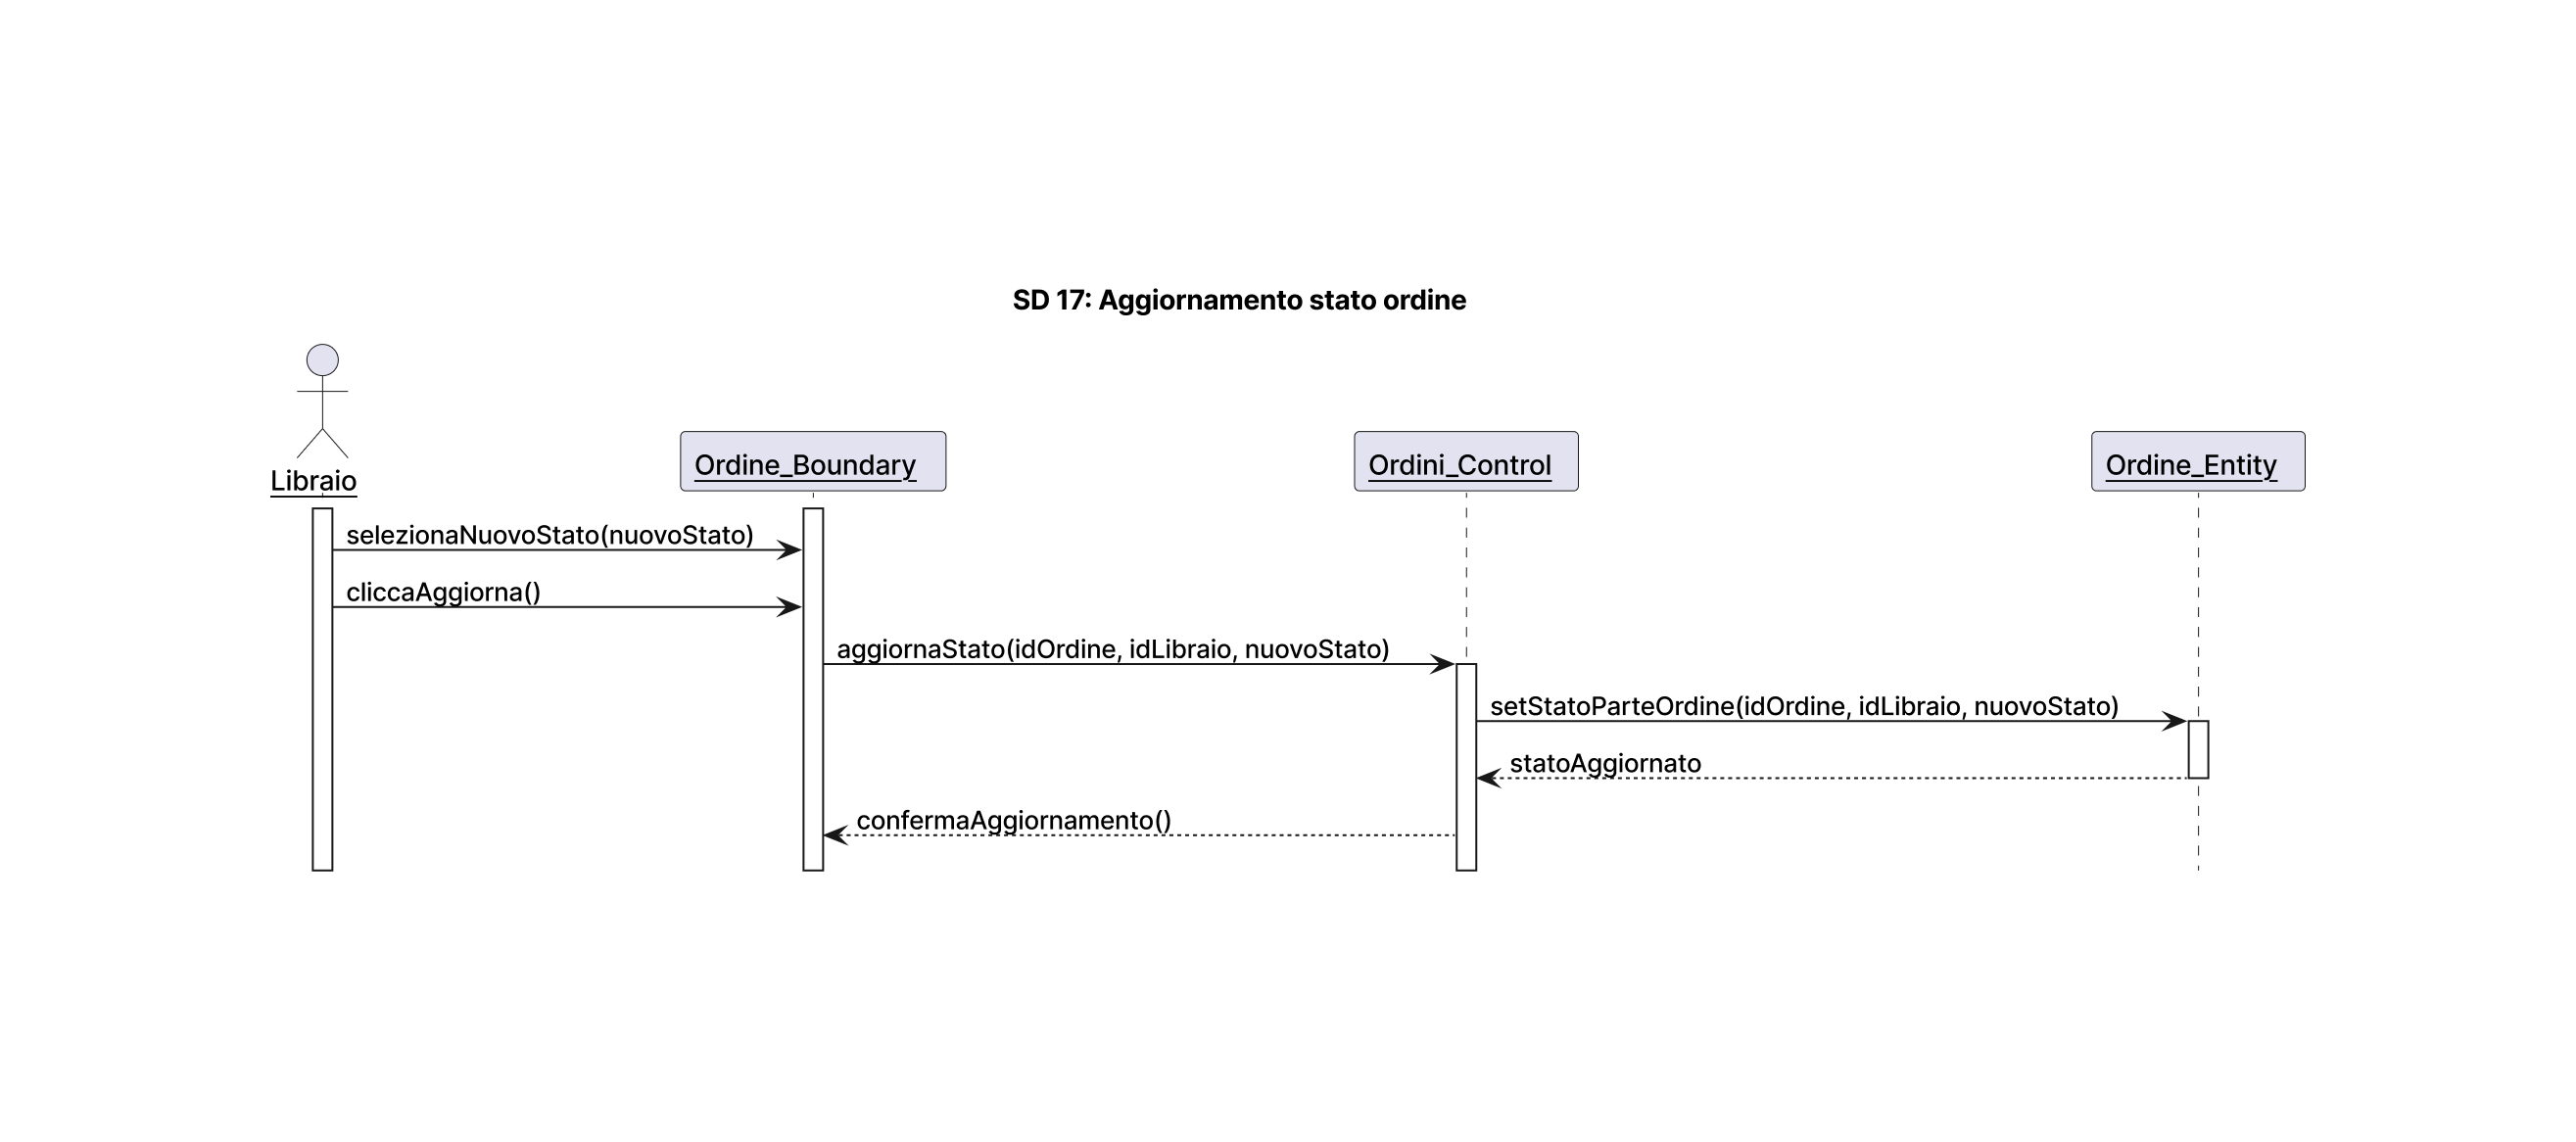 SD 17: Aggiornamento stato ordine
Libraio
Ordine_Boundary
Ordini_Control
Ordine_Entity
selezionaNuovoStato(nuovoStato)
cliccaAggiorna()
aggiornaStato(idOrdine, idLibraio, nuovoStato)
setStatoParteOrdine(idOrdine, idLibraio, nuovoStato)
statoAggiornato
confermaAggiornamento()